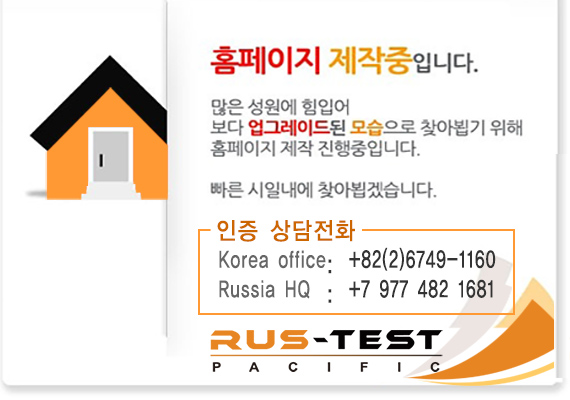 홈페이지 제작중입니다.
많은 성원에 힘입어
보다 업그레이드된 모습으로 찾아뵙기 위해
홈페이지 제작 진행중입니다.
빠른 시일내에 찾아뵙겠습니다.
인증 상담전화
Korea office: +82(2)6749-1160
Russia HQ : +7 977 482 1681
RUS-TEST
PACIFIC